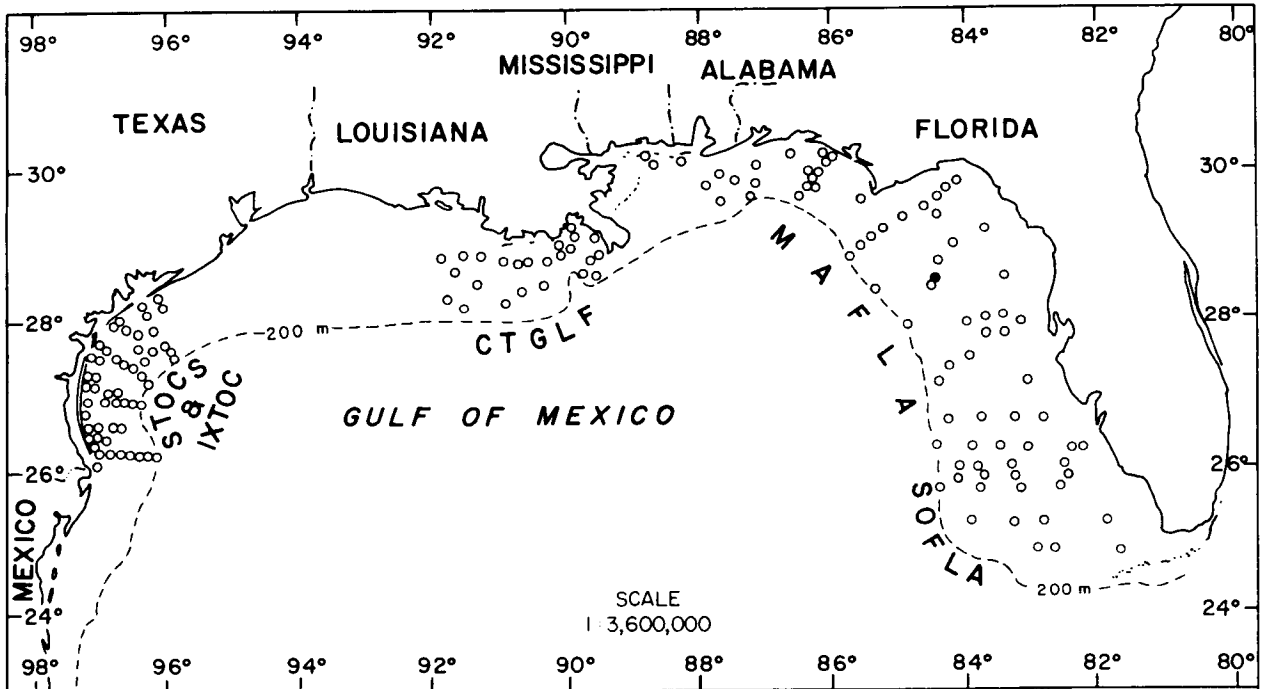 98° 96° 94° 92° 90° 88° 86° 84° 82° 80°
MISSISSIPPI ALABAMA
TEXAS LOUISIANA FLORIDA
30° 30°
28° 28°
200 m
CTGLF
MAFLA
STOCS
&
IXTOC
GULF OF MEXICO
26° 26°
SOFLA
MEXICO
200 m
24° 24°
SCALE
1:3,600,000
98° 96° 94° 92° 90° 88° 86° 84° 82° 80°